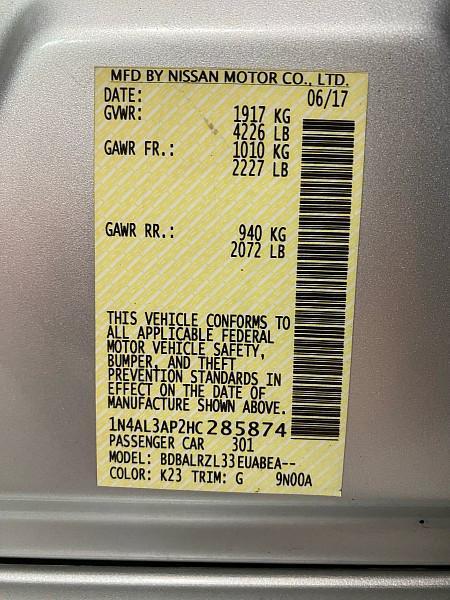 MFD BY NISSAN MOTOR CO., LTD.
DATE: 06/17
GVWR: 1917 KG
4226 LB
GAWR FR.: 1010 KG
2227 LB
GAWR RR.: 940 KG
2072 LB
THIS VEHICLE CONFORMS TO
ALL APPLICABLE FEDERAL
MOTOR VEHICLE SAFETY,
BUMPER, AND THEFT
PREVENTION STANDARDS IN
EFFECT ON THE DATE OF
MANUFACTURE SHOWN ABOVE.
1N4AL3AP2HC285874
PASSENGER CAR 301
MODEL: BDBALRZL33EUABEA--
COLOR: K23 TRIM: G 9N00A